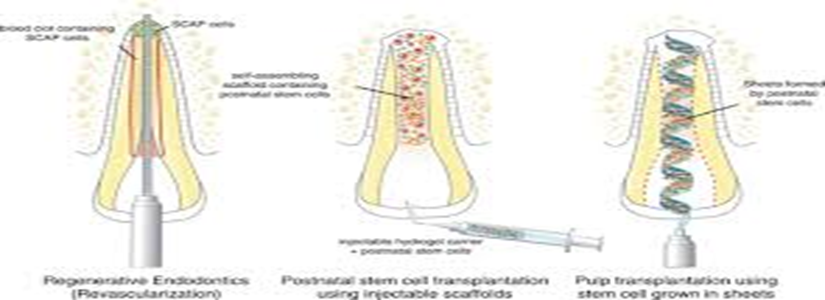 blood clot containing
SCAP cells
SCAP cells
self-assembling
scaffold containing
postnatal stem cells
injectable hydrogel carrier
+ postnatal stem cells
Sheets formed
by postnatal
stem cells
Regenerative Endodontics
(Revascularization)
Postnatal stem cell transplantation
using injectable scaffolds
Pulp transplantation using
stem cell grown in sheets